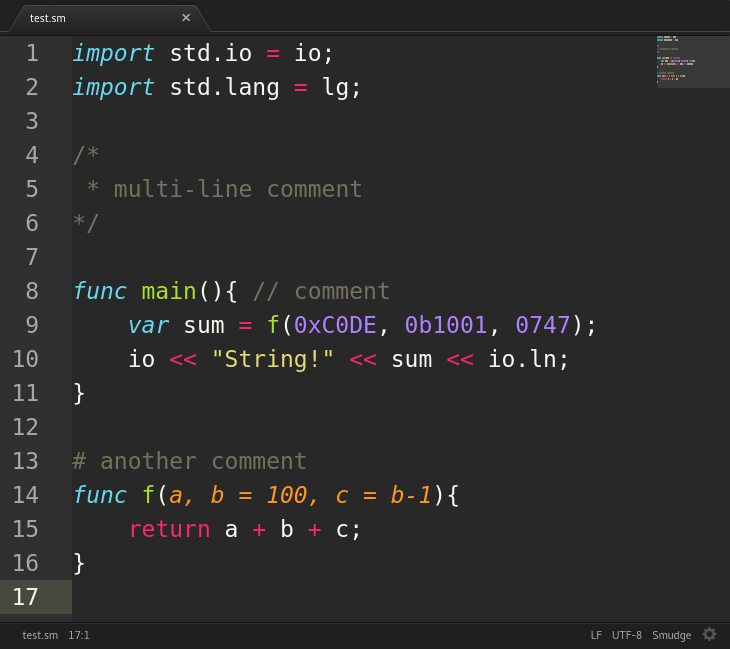 test.sm ×
1 import std.io = io;
2 import std.lang = lg;
3
4 /*
5  * multi-line comment
6 */
7
8 func main(){ // comment
9     var sum = f(0xC0DE, 0b1001, 0747);
10     io << "String!" << sum << io.ln;
11 }
12
13 # another comment
14 func f(a, b = 100, c = b-1){
15     return a + b + c;
16 }
17
test.sm 17:1 LF UTF-8 Smudge